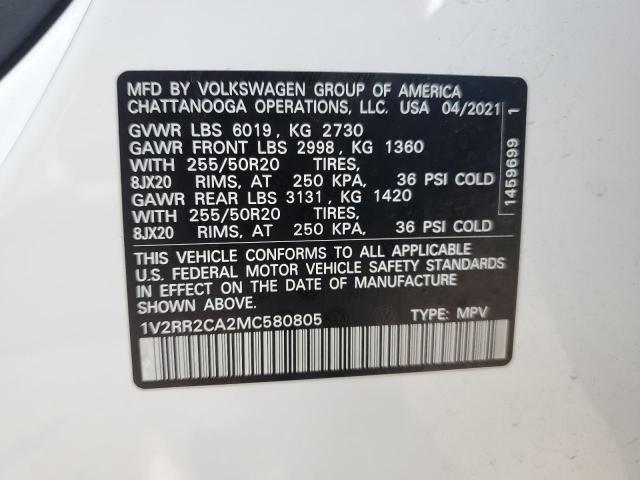 MFD BY VOLKSWAGEN GROUP OF AMERICA
CHATTANOOGA OPERATIONS, LLC. USA 04/2021 1
GVWR LBS 6019, KG 2730
GAWR FRONT LBS 2998, KG 1360
WITH 255/50R20 TIRES,
8JX20 RIMS, AT 250 KPA, 36 PSI COLD
GAWR REAR LBS 3131, KG 1420
WITH 255/50R20 TIRES,
8JX20 RIMS, AT 250 KPA, 36 PSI COLD
1459699
THIS VEHICLE CONFORMS TO ALL APPLICABLE
U.S. FEDERAL MOTOR VEHICLE SAFETY STANDARDS
IN EFFECT ON THE DATE OF MANUFACTURE
SHOWN ABOVE.
1V2RR2CA2MC580805 TYPE: MPV